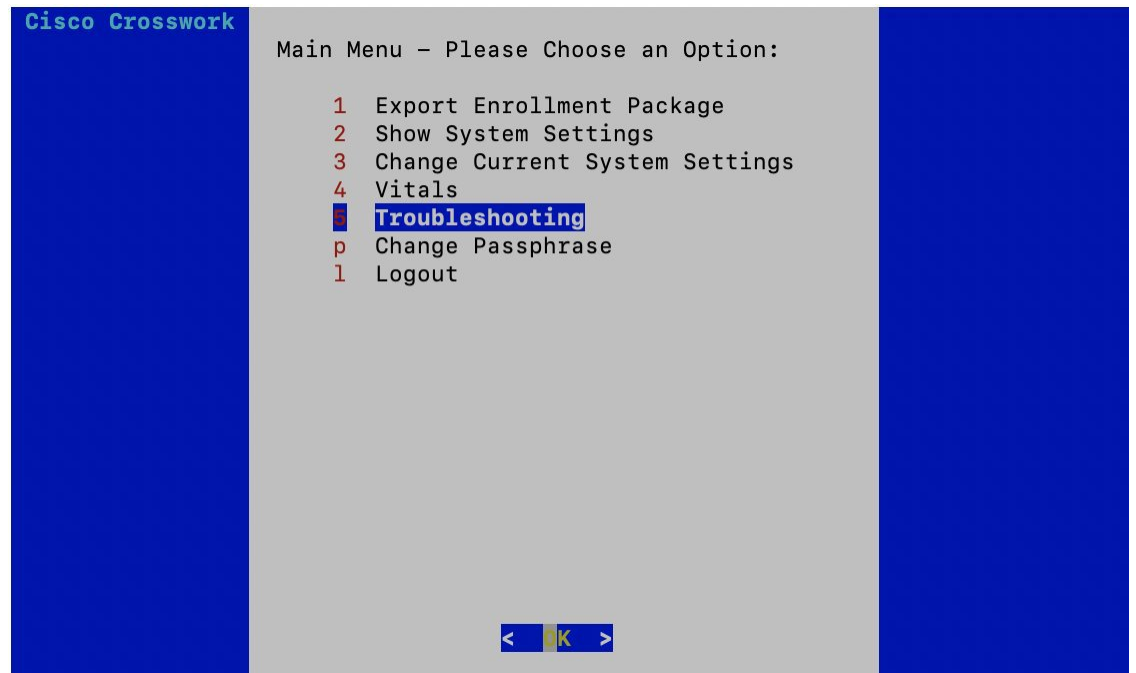 Cisco Crosswork
Main Menu – Please Choose an Option:
1 Export Enrollment Package
2 Show System Settings
3 Change Current System Settings
4 Vitals
5 Troubleshooting
p Change Passphrase
l Logout
< OK >